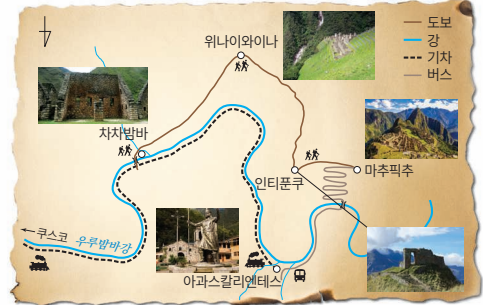 위나이와이나
도보
강
기차
버스
차차밤바
마추픽추
인티푼쿠
쿠스코
우루밤바강
아과스칼리엔테스